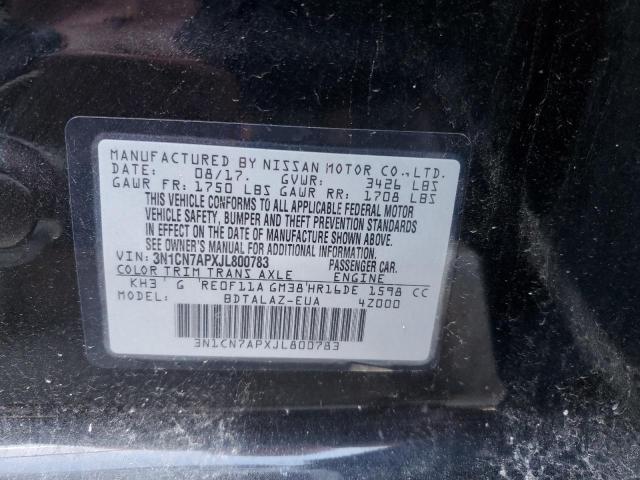 MANUFACTURED BY NISSAN MOTOR CO., LTD.
DATE: 08/17. GVWR: 3426 LBS
GAWR FR: 1750 LBS GAWR RR: 1708 LBS
THIS VEHICLE CONFORMS TO ALL APPLICABLE FEDERAL MOTOR
VEHICLE SAFETY, BUMPER AND THEFT PREVENTION STANDARDS
IN EFFECT ON THE DATE OF MANUFACTURE SHOWN ABOVE.
SEE OWNER'S MANUAL FOR ADDITIONAL INFORMATION.
VIN: 3N1CN7APXJL800783 PASSENGER CAR.
COLOR TRIM TRANS AXLE ENGINE
KH3 G RE0F11A GM38 HR16DE 1598 CC
MODEL: BDTALAZ-EUA 4Z000
3N1CN7APXJL800783